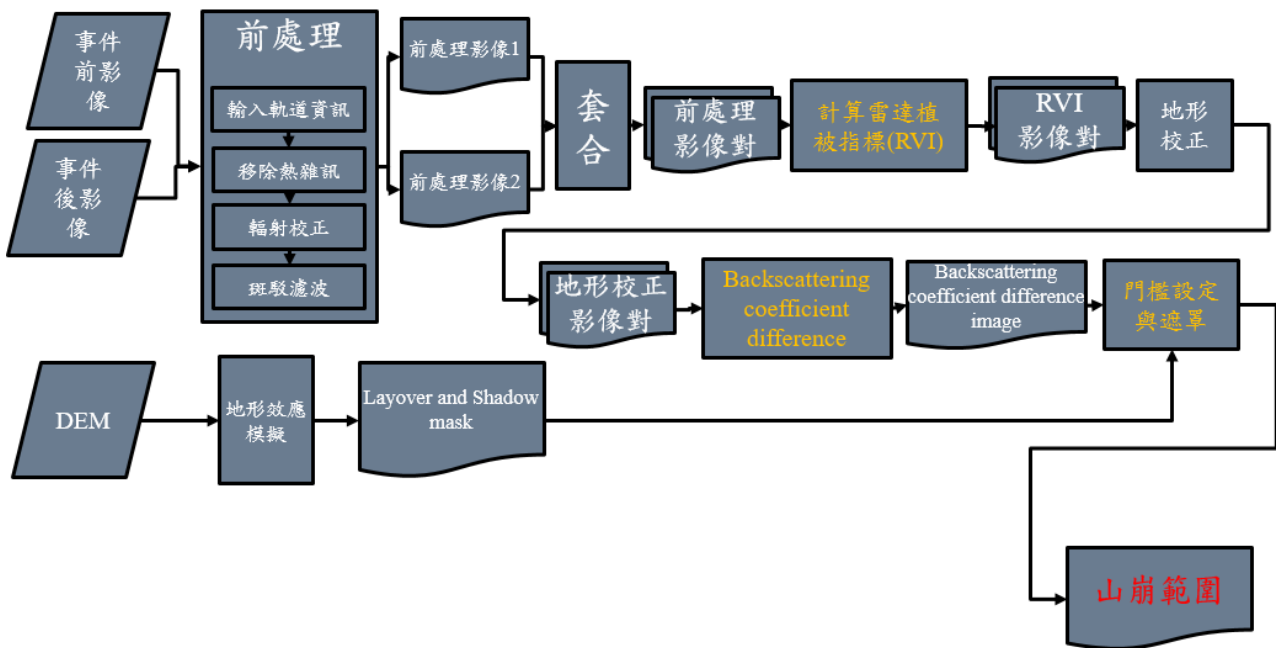 事件
前影
像
事件
後影
像
前處理
輸入軌道資訊
移除熱雜訊
輻射校正
斑駁濾波
前處理影像1
前處理影像2
套
合
前處理
影像對
計算雷達植
被指標(RVI)
RVI
影像對
地形
校正
地形校正
影像對
Backscattering
coefficient
difference
Backscattering
coefficient difference
image
門檻設定
與遮罩
DEM
地形效應
模擬
Layover and Shadow
mask
山崩範圍